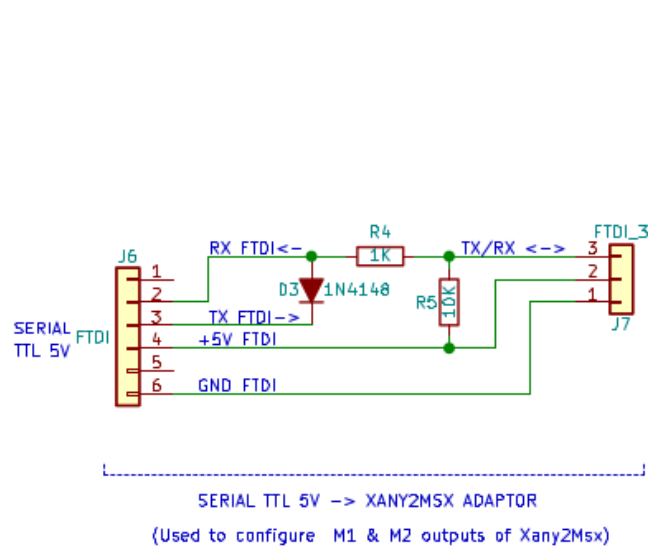 R4
FTDI_3
RX FTDI<-
1K
TX/RX <->
3
J6
1
2
D3
1N4148
R5
10K
2
1
3
TX FTDI->
J7
SERIAL
TTL 5V
FTDI
4
+5V FTDI
5
6
GND FTDI
SERIAL TTL 5V -> XANY2MSX ADAPTOR
(Used to configure M1 & M2 outputs of Xany2Msx)